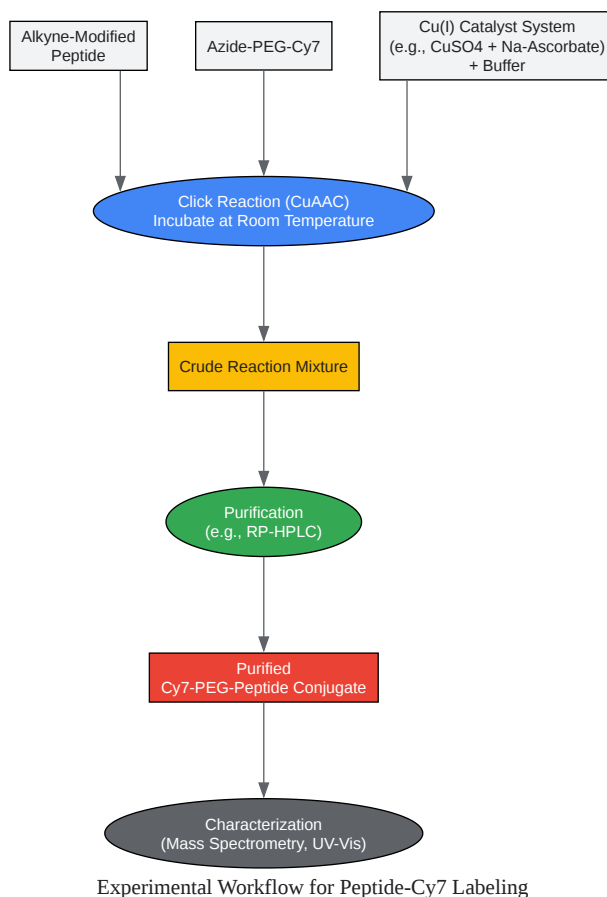 Alkyne-Modified
Peptide
Azide-PEG-Cy7
Cu(I) Catalyst System
(e.g., CuSO4 + Na-Ascorbate)
+ Buffer
Click Reaction (CuAAC)
Incubate at Room Temperature
Crude Reaction Mixture
Purification
(e.g., RP-HPLC)
Purified
Cy7-PEG-Peptide Conjugate
Characterization
(Mass Spectrometry, UV-Vis)
Experimental Workflow for Peptide-Cy7 Labeling